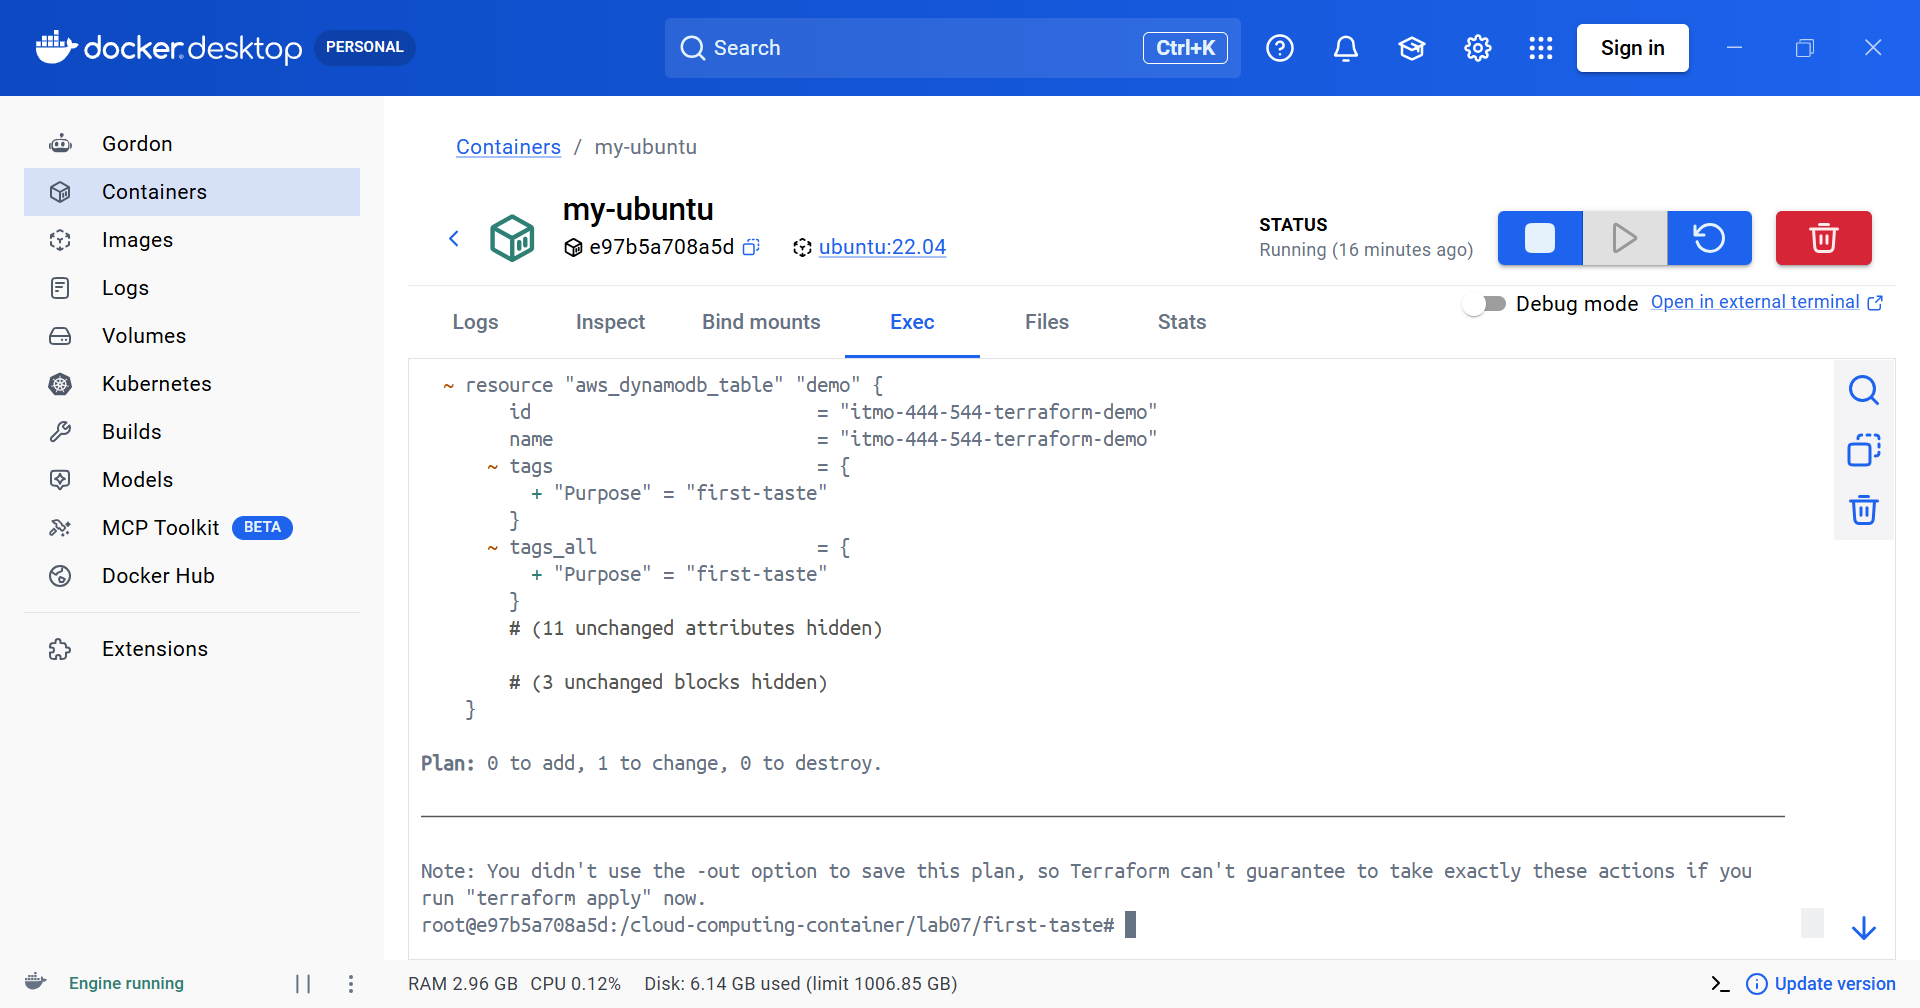 docker desktop PERSONAL
Search Ctrl+K
Sign in
Gordon
Containers
Images
Logs
Volumes
Kubernetes
Builds
Models
MCP Toolkit BETA
Docker Hub
Extensions
Containers / my-ubuntu
my-ubuntu
e97b5a708a5d ubuntu:22.04
STATUS
Running (16 minutes ago)
Logs Inspect Bind mounts Exec Files Stats
Debug mode Open in external terminal
~ resource "aws_dynamodb_table" "demo" {
id = "itmo-444-544-terraform-demo"
name = "itmo-444-544-terraform-demo"
~ tags = {
+ "Purpose" = "first-taste"
}
~ tags_all = {
+ "Purpose" = "first-taste"
}
# (11 unchanged attributes hidden)
# (3 unchanged blocks hidden)
}
Plan: 0 to add, 1 to change, 0 to destroy.
Note: You didn't use the -out option to save this plan, so Terraform can't guarantee to take exactly these actions if you
run "terraform apply" now.
root@e97b5a708a5d:/cloud-computing-container/lab07/first-taste#
Engine running
RAM 2.96 GB CPU 0.12% Disk: 6.14 GB used (limit 1006.85 GB)
Update version